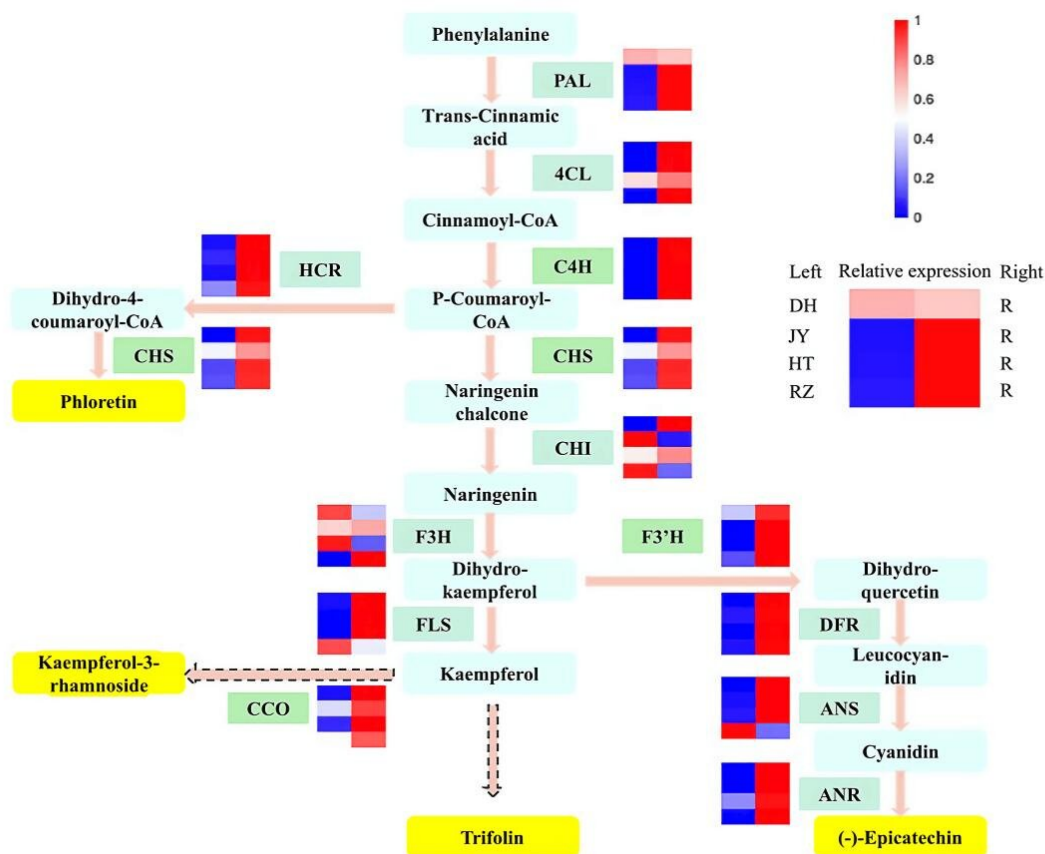 Phenylalanine
PAL
Trans-Cinnamic
acid
4CL
Cinnamoyl-CoA
C4H
HCR
P-Coumaroyl-
CoA
Dihydro-4-
coumaroyl-CoA
CHS
Phloretin
CHS
Naringenin
chalcone
CHI
Naringenin
F3H
F3’H
Dihydro-
kaempferol
Dihydro-
quercetin
FLS
DFR
Kaempferol-3-
rhamnoside
Kaempferol
Leucocyan-
idin
CCO
ANS
Cyanidin
ANR
Trifolin
(-)-Epicatechin
1
0.8
0.6
0.4
0.2
0
Left Relative expression Right
DH R
JY R
HT R
RZ R